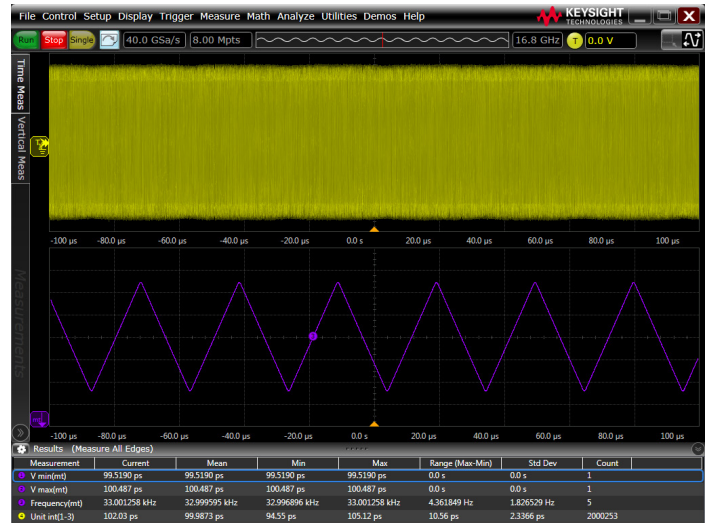 File Control Setup Display Trigger Measure Math Analyze Utilities Demos Help
KEYSIGHT
TECHNOLOGIES
Run Stop Single 40.0 GSa/s 8.00 Mpts 16.8 GHz T 0.0 V
Time Meas
Vertical Meas
Measurements
-100 µs -80.0 µs -60.0 µs -40.0 µs -20.0 µs 0.0 s 20.0 µs 40.0 µs 60.0 µs 80.0 µs 100 µs
-100 µs -80.0 µs -60.0 µs -40.0 µs -20.0 µs 0.0 s 20.0 µs 40.0 µs 60.0 µs 80.0 µs 100 µs
Results (Measure All Edges)
Measurement Current Mean Min Max Range (Max-Min) Std Dev Count
V min(mt) 99.5190 ps 99.5190 ps 99.5190 ps 99.5190 ps 0.0 s 0.0 s 1
V max(mt) 100.487 ps 100.487 ps 100.487 ps 100.487 ps 0.0 s 0.0 s 1
Frequency(mt) 33.001258 kHz 32.999595 kHz 32.996896 kHz 33.001258 kHz 4.361849 Hz 1.826529 Hz 5
Unit int(1-3) 102.03 ps 99.9873 ps 94.55 ps 105.12 ps 10.56 ps 2.3366 ps 2000253